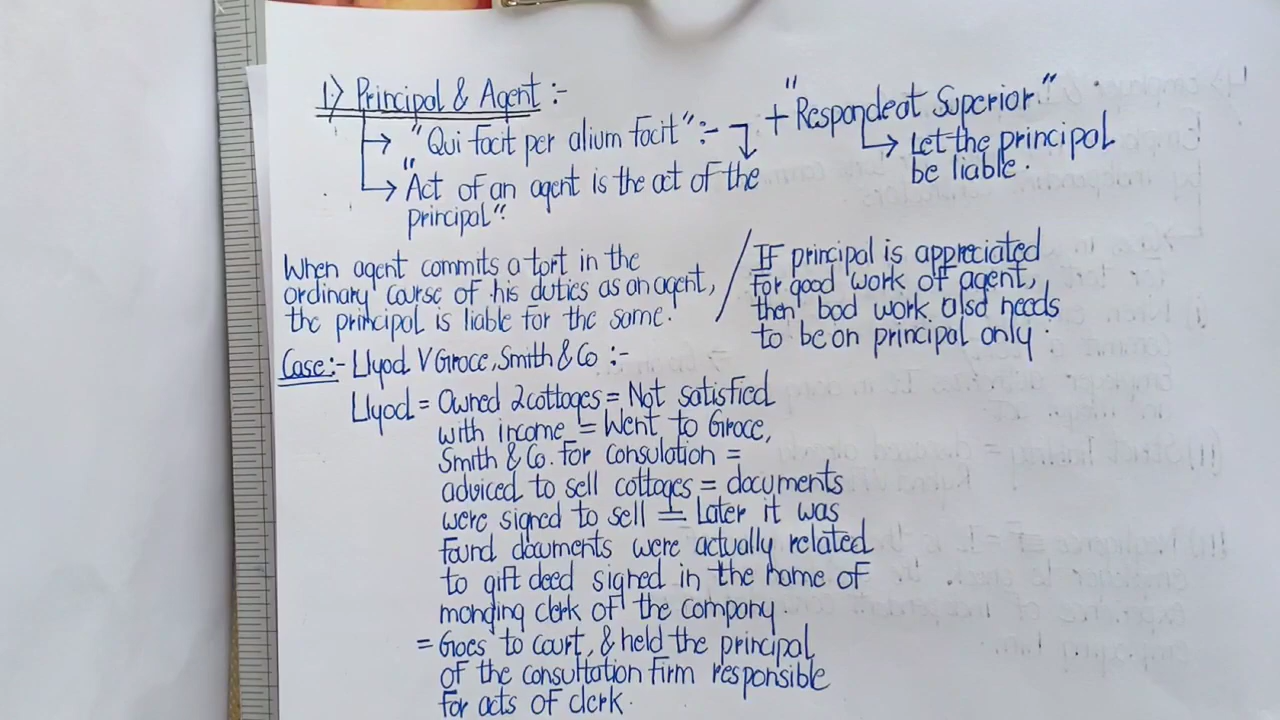 1.) Principal & Agent :-
→ "Qui facit per alium facit" :-
+ "Respondeat Superior"
→ Let the principal
be liable.
→ "Act of an agent is the act of the
principal".
When agent commits a tort in the
ordinary course of his duties as an agent,
the principal is liable for the same.
/ If principal is appreciated
for good work of agent,
then bad work also needs
to be on principal only.
Case:- Llyod V Grace, Smith & Co :-
Llyod = Owned 2 cottages = Not satisfied
with income = Went to Grace,
Smith & Co. for consulation =
adviced to sell cottages = documents
were signed to sell = Later it was
found documents were actually related
to gift deed signed in the name of
manging clerk of the company.
= Goes to court, & held the principal
of the consultation firm responsible
for acts of clerk.